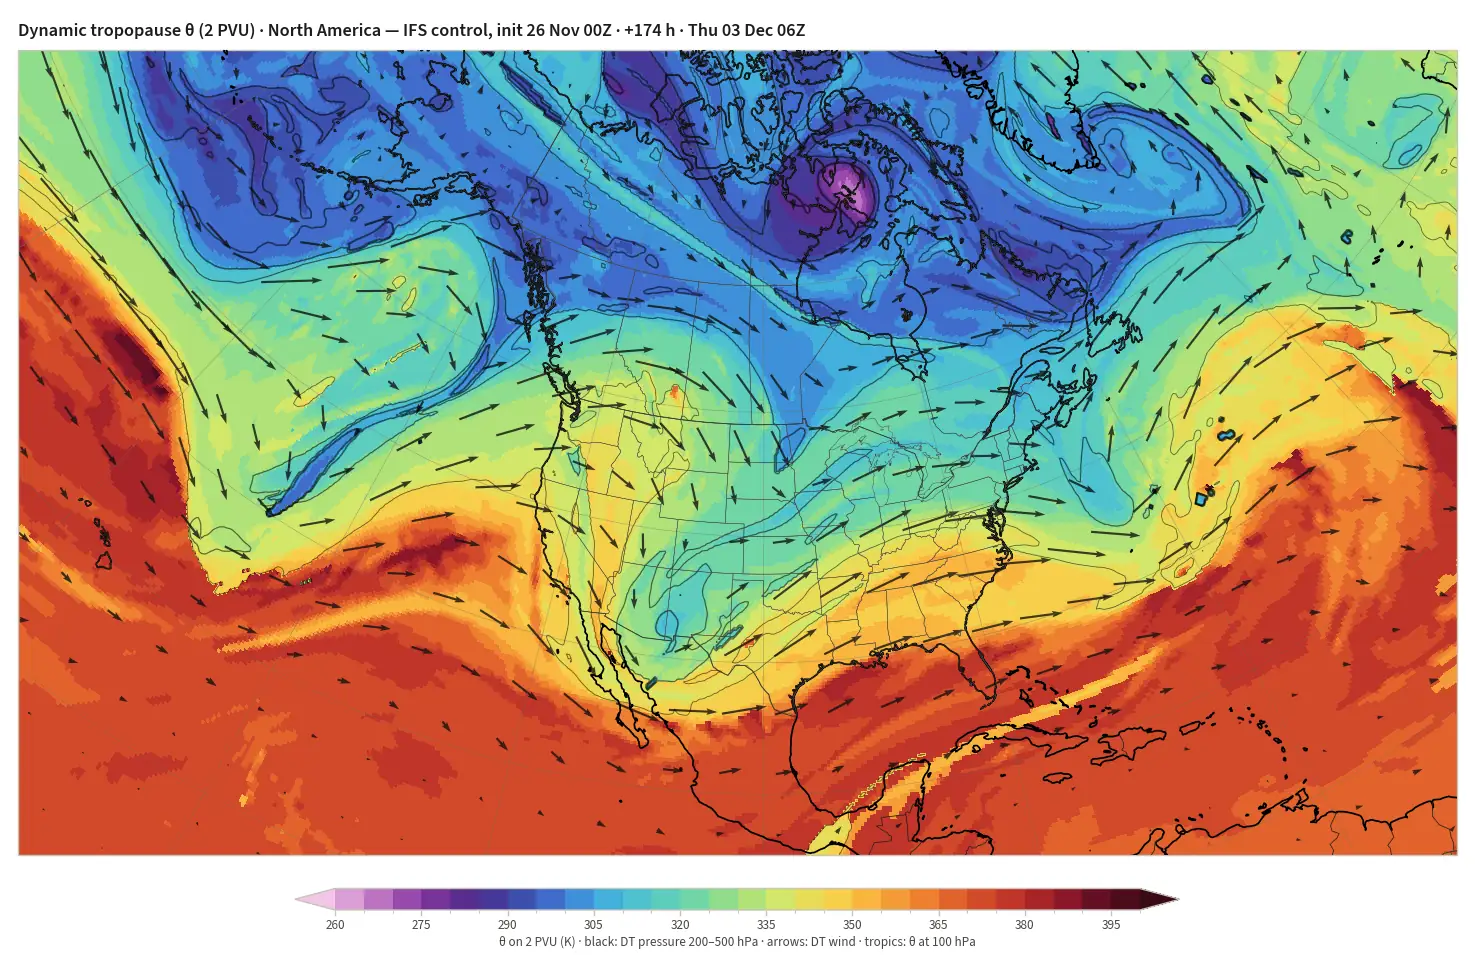 Dynamic tropopause θ (2 PVU) · North America — IFS control, init 26 Nov 00Z · +174 h · Thu 03 Dec 06Z
260 275 290 305 320 335 350 365 380 395
θ on 2 PVU (K) · black: DT pressure 200–500 hPa · arrows: DT wind · tropics: θ at 100 hPa